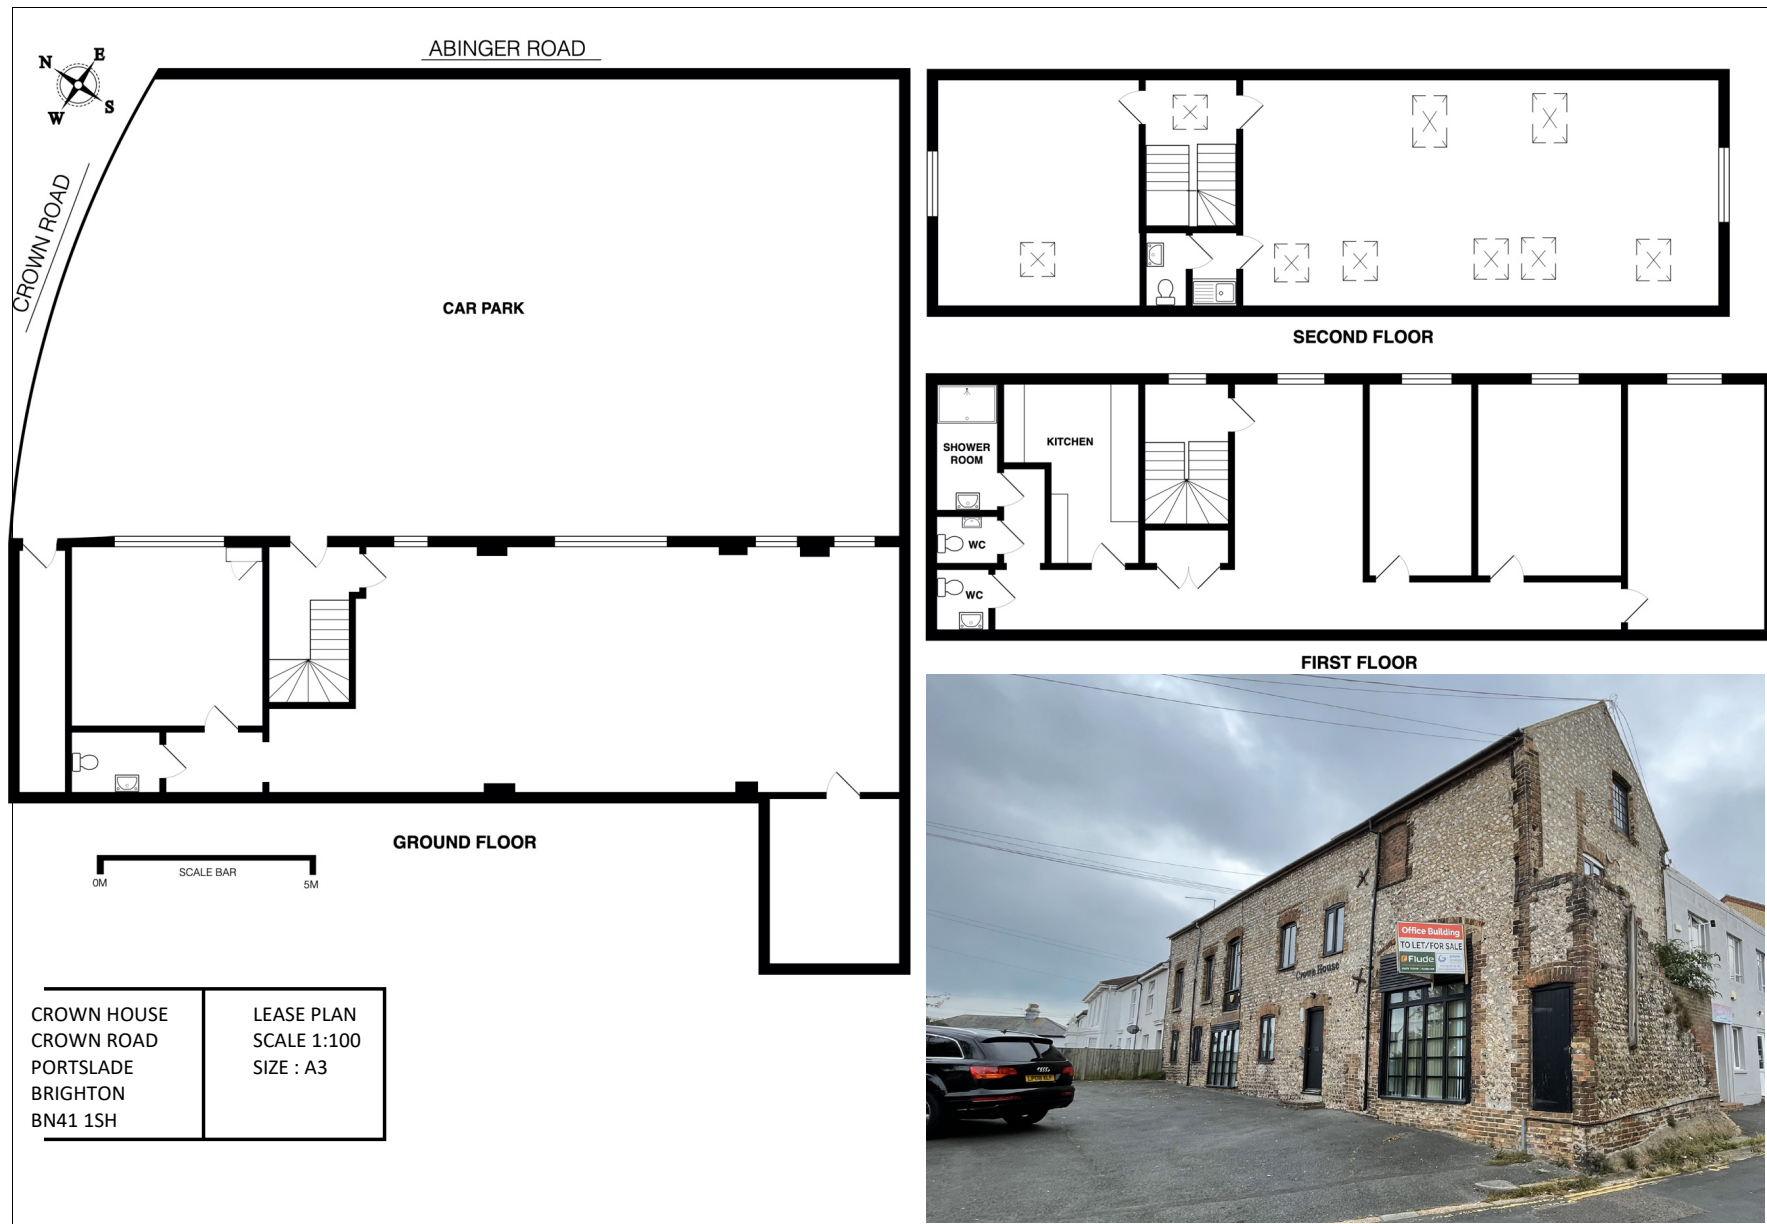 ABINGER ROAD
N
E
W
S
CROWN ROAD
CAR PARK
SECOND FLOOR
SHOWER
ROOM
KITCHEN
WC
WC
FIRST FLOOR
GROUND FLOOR
SCALE BAR
0M
5M
CROWN HOUSE
CROWN ROAD
PORTSLADE
BRIGHTON
BN41 1SH
LEASE PLAN
SCALE 1:100
SIZE : A3
Office Building
TO LET/FOR SALE
Flude
Crown House